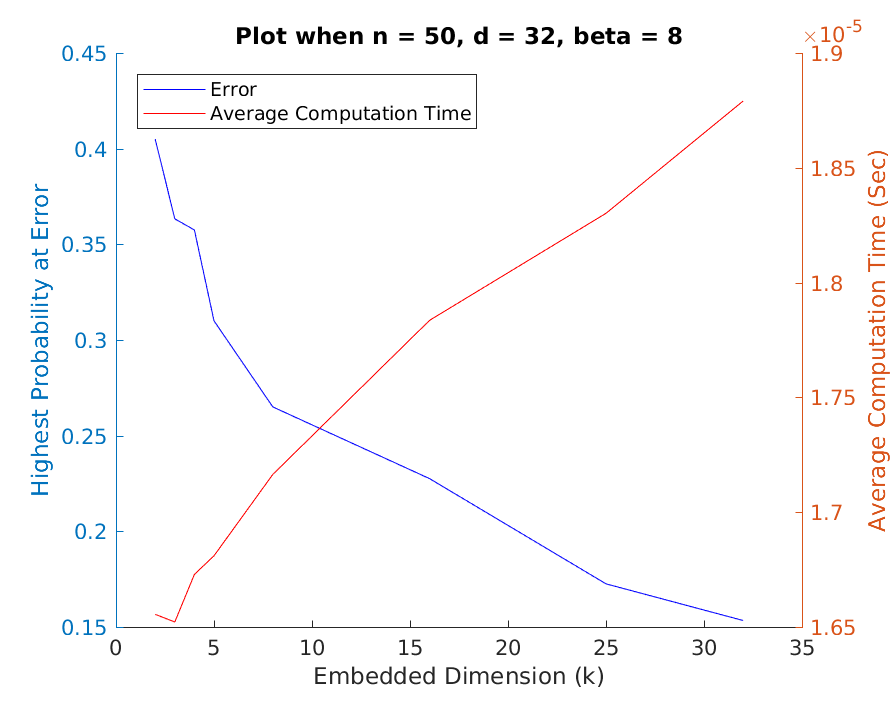 Plot when n = 50, d = 32, beta = 8
×10-5
Error
Average Computation Time
0.45
0.4
0.35
0.3
0.25
0.2
0.15
Highest Probability at Error
1.9
1.85
1.8
1.75
1.7
1.65
Average Computation Time (Sec)
0 5 10 15 20 25 30 35
Embedded Dimension (k)